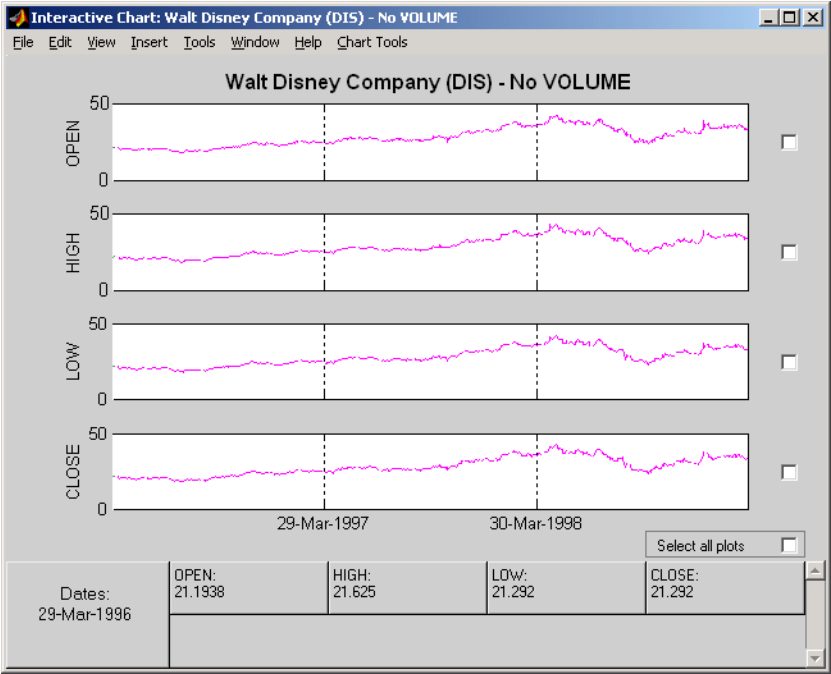 Interactive Chart: Walt Disney Company (DIS) - No VOLUME
File Edit View Insert Tools Window Help Chart Tools
Walt Disney Company (DIS) - No VOLUME
50
OPEN
0
50
HIGH
0
50
LOW
0
50
CLOSE
0
29-Mar-1997 30-Mar-1998
Select all plots
Dates:
29-Mar-1996
OPEN:
21.1938
HIGH:
21.625
LOW:
21.292
CLOSE:
21.292